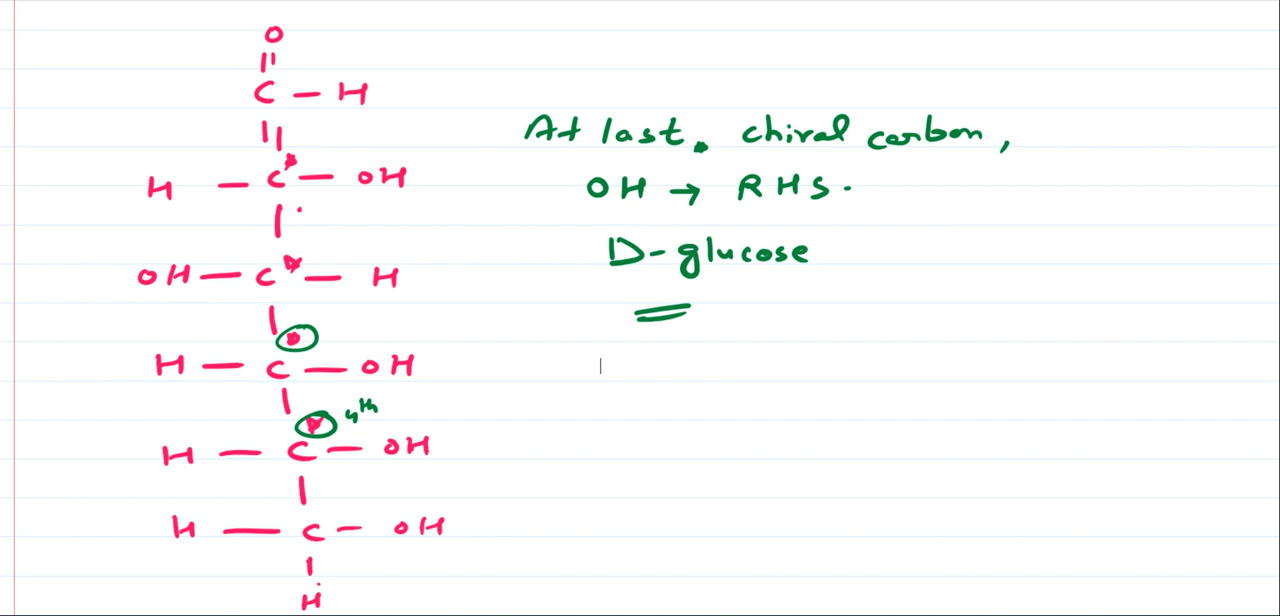 O
||
C - H
||
H - C* - OH
|
OH - C* - H
|
H - C - OH
|
4th
H - C - OH
|
H - C - OH
|
H
At last chiral carbon,
OH → RHS.
D-glucose